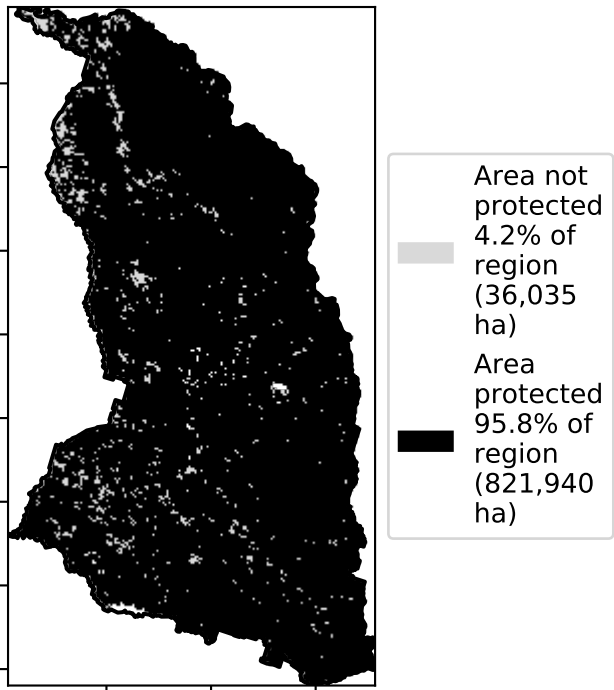 Area not
protected
4.2% of
region
(36,035
ha)
Area
protected
95.8% of
region
(821,940
ha)